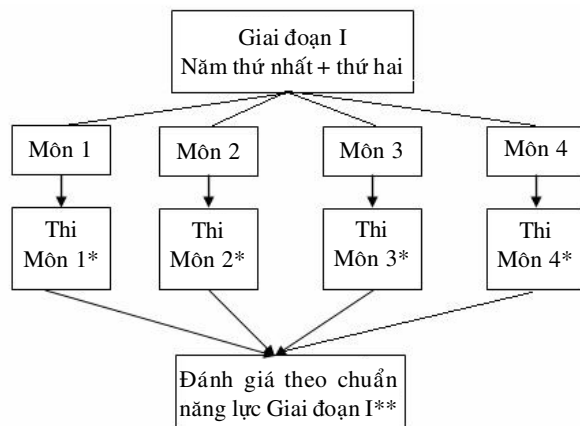 Giai đoạn I
Năm thứ nhất + thứ hai
Môn 1
Môn 2
Môn 3
Môn 4
Thi
Môn 1*
Thi
Môn 2*
Thi
Môn 3*
Thi
Môn 4*
Đánh giá theo chuẩn
năng lực Giai đoạn I**